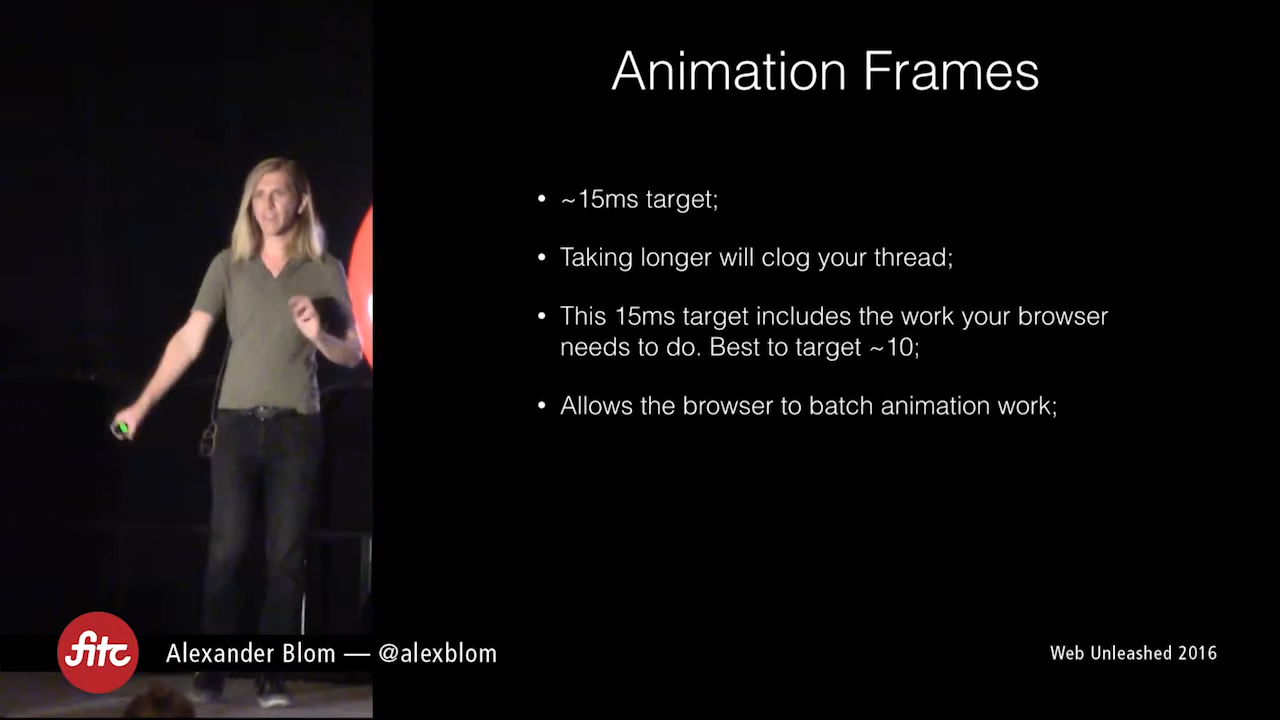 Animation Frames
• ~15ms target;
• Taking longer will clog your thread;
• This 15ms target includes the work your browser
needs to do. Best to target ~10;
• Allows the browser to batch animation work;
fitc
Alexander Blom — @alexblom
Web Unleashed 2016